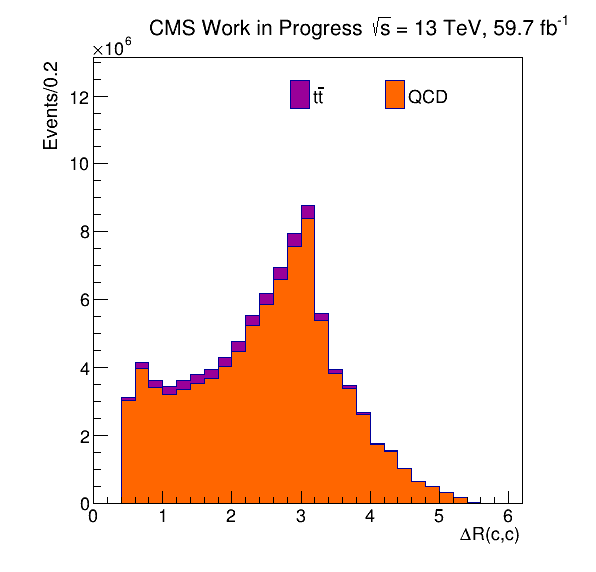 CMS Work in Progress √s = 13 TeV, 59.7 fb⁻¹
×10⁶
Events/0.2
tt̄
QCD
12
10
8
6
4
2
0
0 1 2 3 4 5 6
ΔR(c,c)